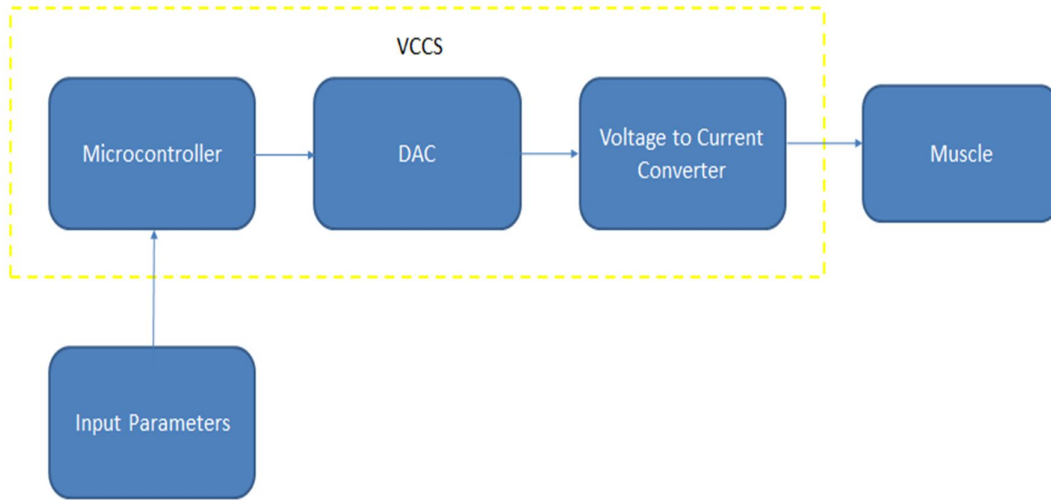 VCCS
Microcontroller
DAC
Voltage to Current
Converter
Muscle
Input Parameters